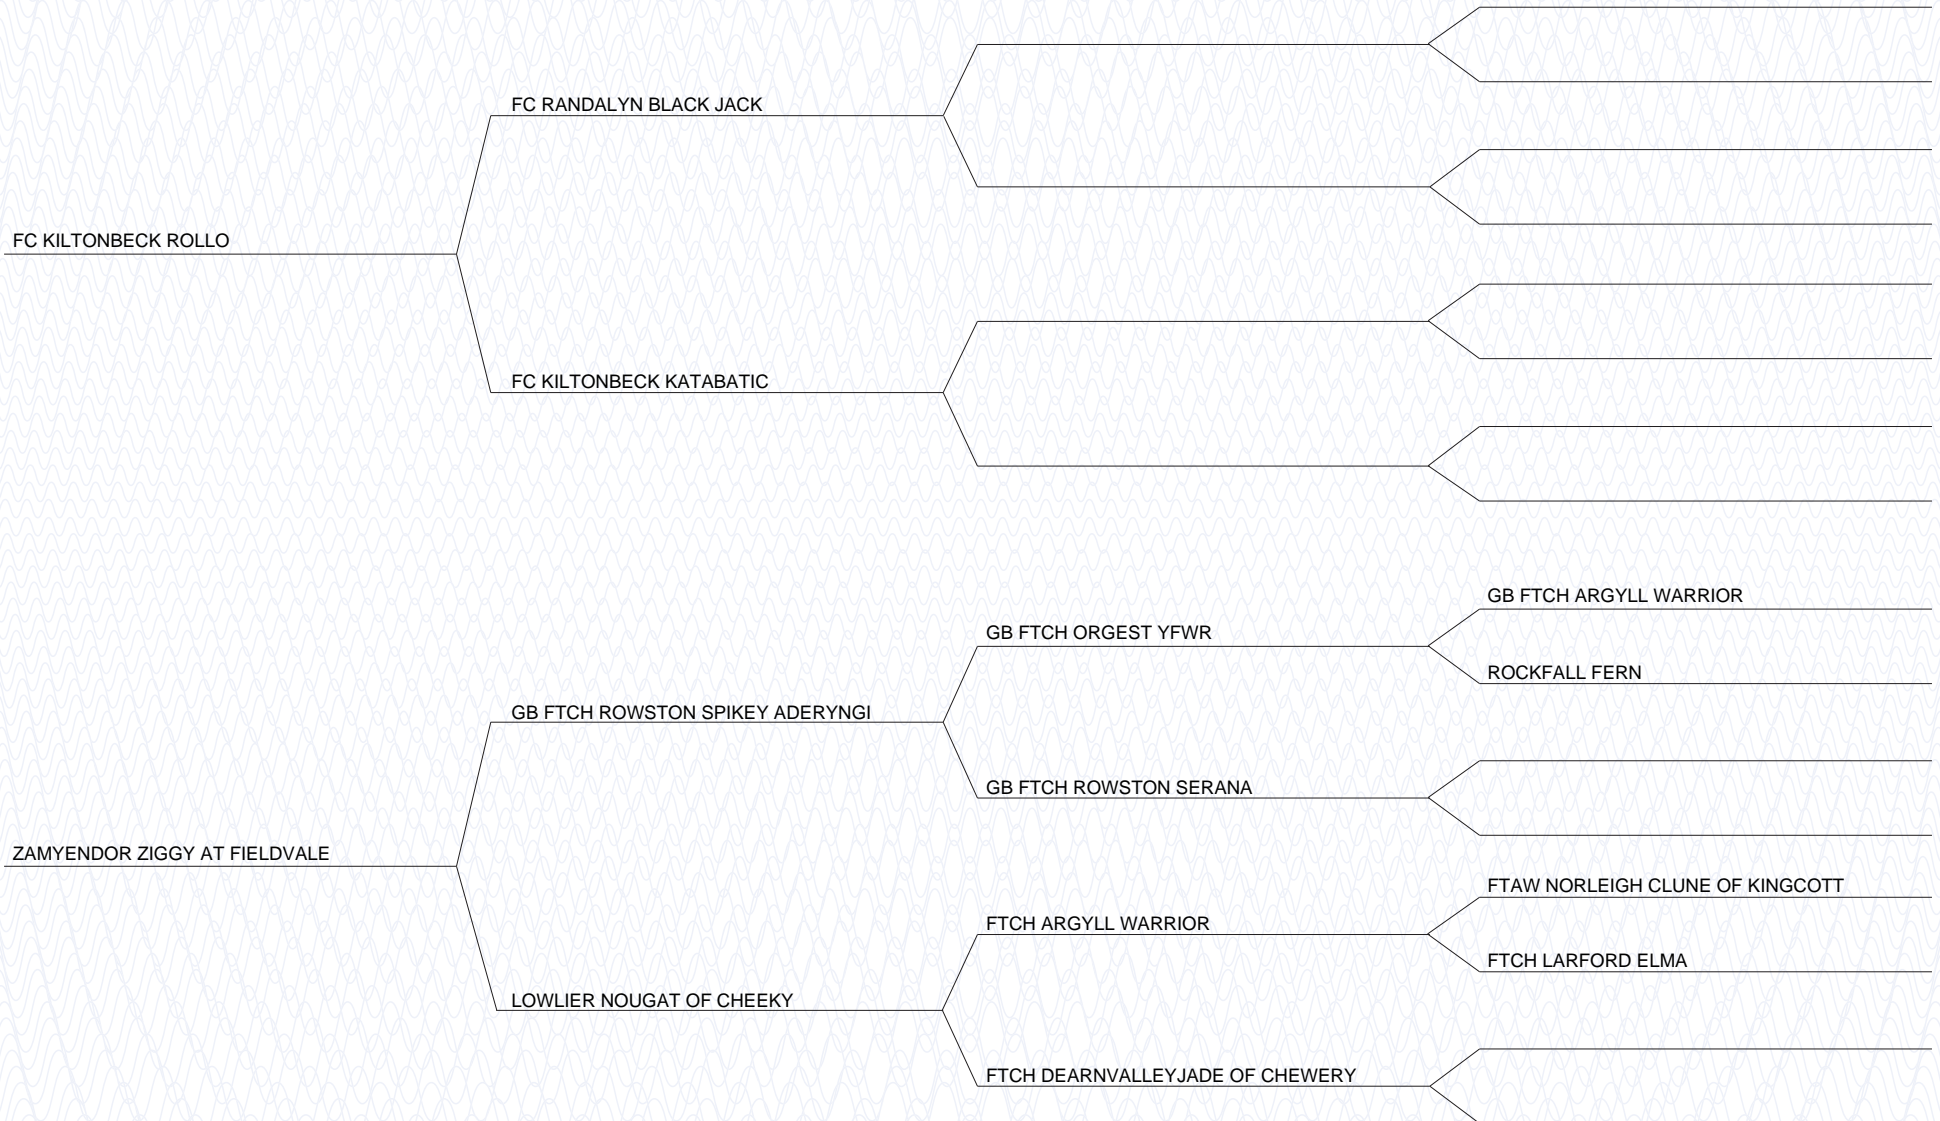 FC RANDALYN BLACK JACK
FC KILTONBECK ROLLO
FC KILTONBECK KATABATIC
GB FTCH ARGYLL WARRIOR
GB FTCH ORGEST YFWR
ROCKFALL FERN
GB FTCH ROWSTON SPIKEY ADERYNGI
GB FTCH ROWSTON SERANA
ZAMYENDOR ZIGGY AT FIELDVALE
FTAW NORLEIGH CLUNE OF KINGCOTT
FTCH ARGYLL WARRIOR
FTCH LARFORD ELMA
LOWLIER NOUGAT OF CHEEKY
FTCH DEARNVALLEYJADE OF CHEWERY